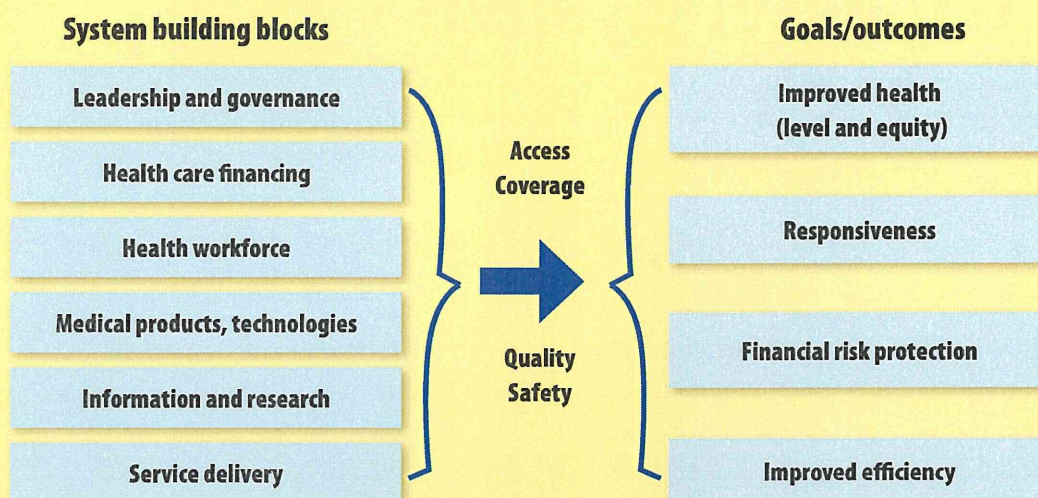 System building blocks
Leadership and governance
Health care financing
Health workforce
Medical products, technologies
Information and research
Service delivery
Access
Coverage
Quality
Safety
Goals/outcomes
Improved health
(level and equity)
Responsiveness
Financial risk protection
Improved efficiency